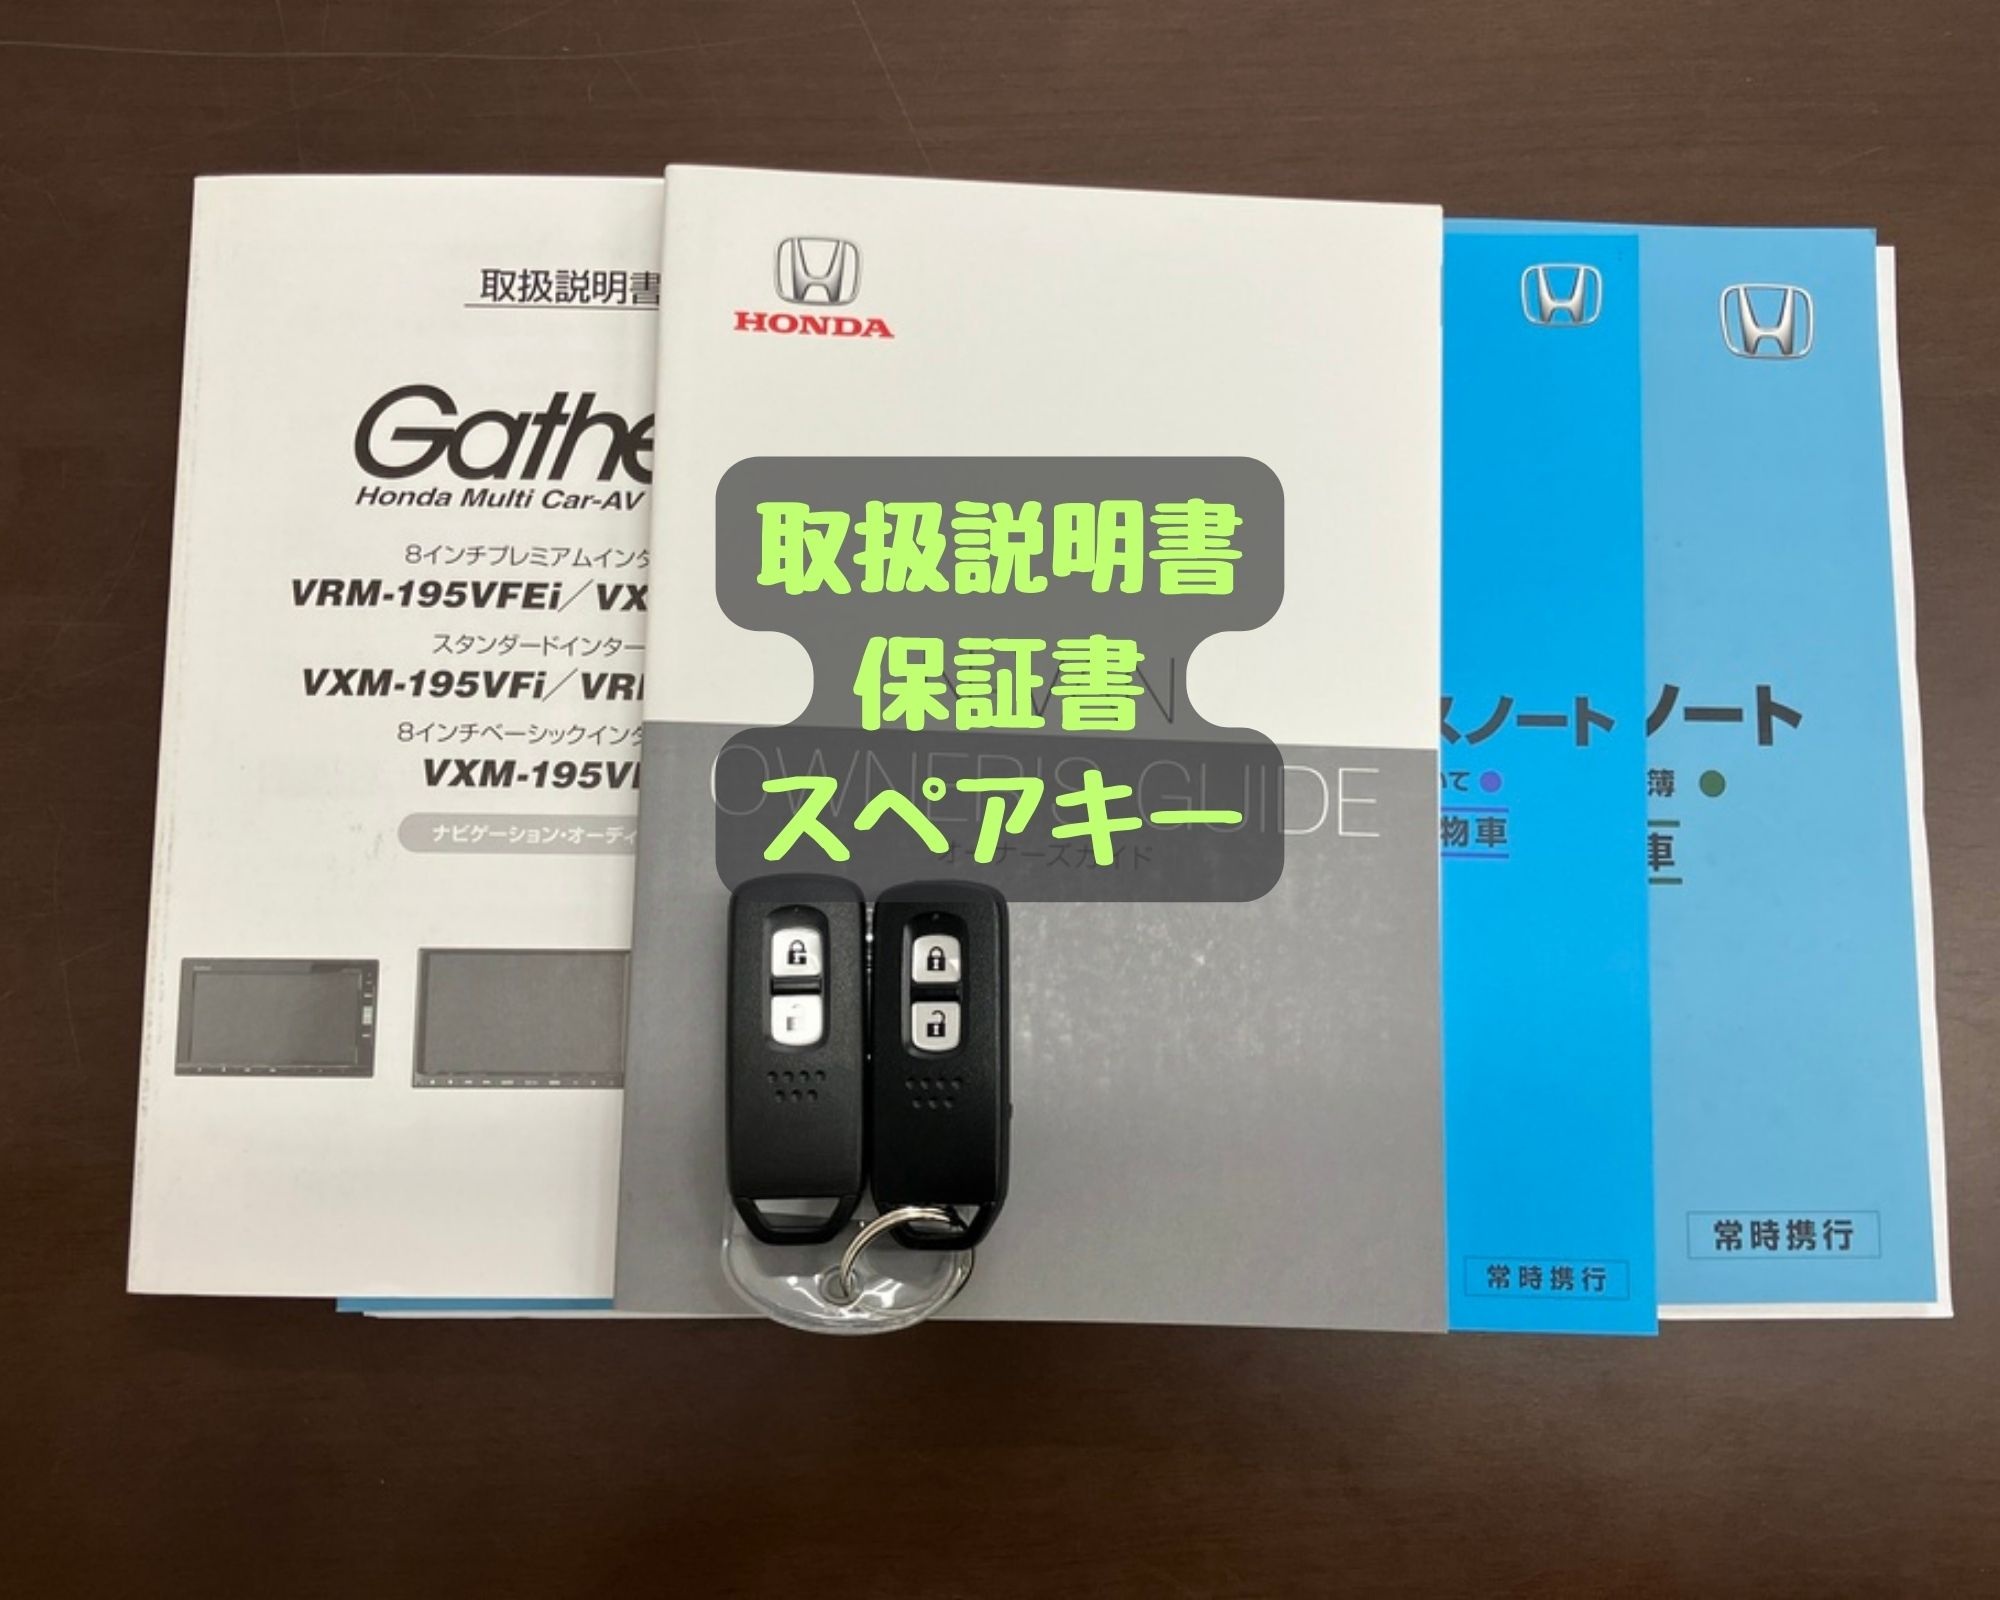 取扱説明書
Gathe
Honda Multi Car-AV
8インチプレミアムインタ
VRM-195VFEi/VX
スタンダードインター
VXM-195VFi/VR
8インチベーシックインタ
VXM-195V
ナビゲーション・オーディ
HONDA
取扱説明書
保証書
スペアキー
OWNER'S GUIDE
オーナーズガイド
スノート
いて
物車
常時携行
ノート
簿
車
常時携行